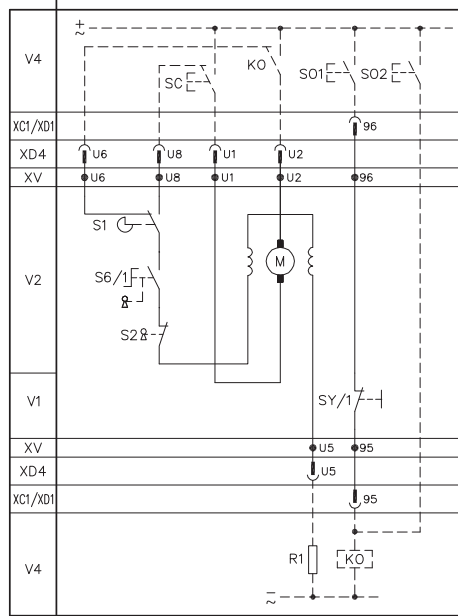 V4
SC
KO
SO1
SO2
XC1/XD1
96
XD4
U6
U8
U1
U2
XV
U6
U8
U1
U2
96
V2
S1
M
S6/1
S2
V1
SY/1
XV
U5
95
XD4
U5
XC1/XD1
95
V4
R1
KO